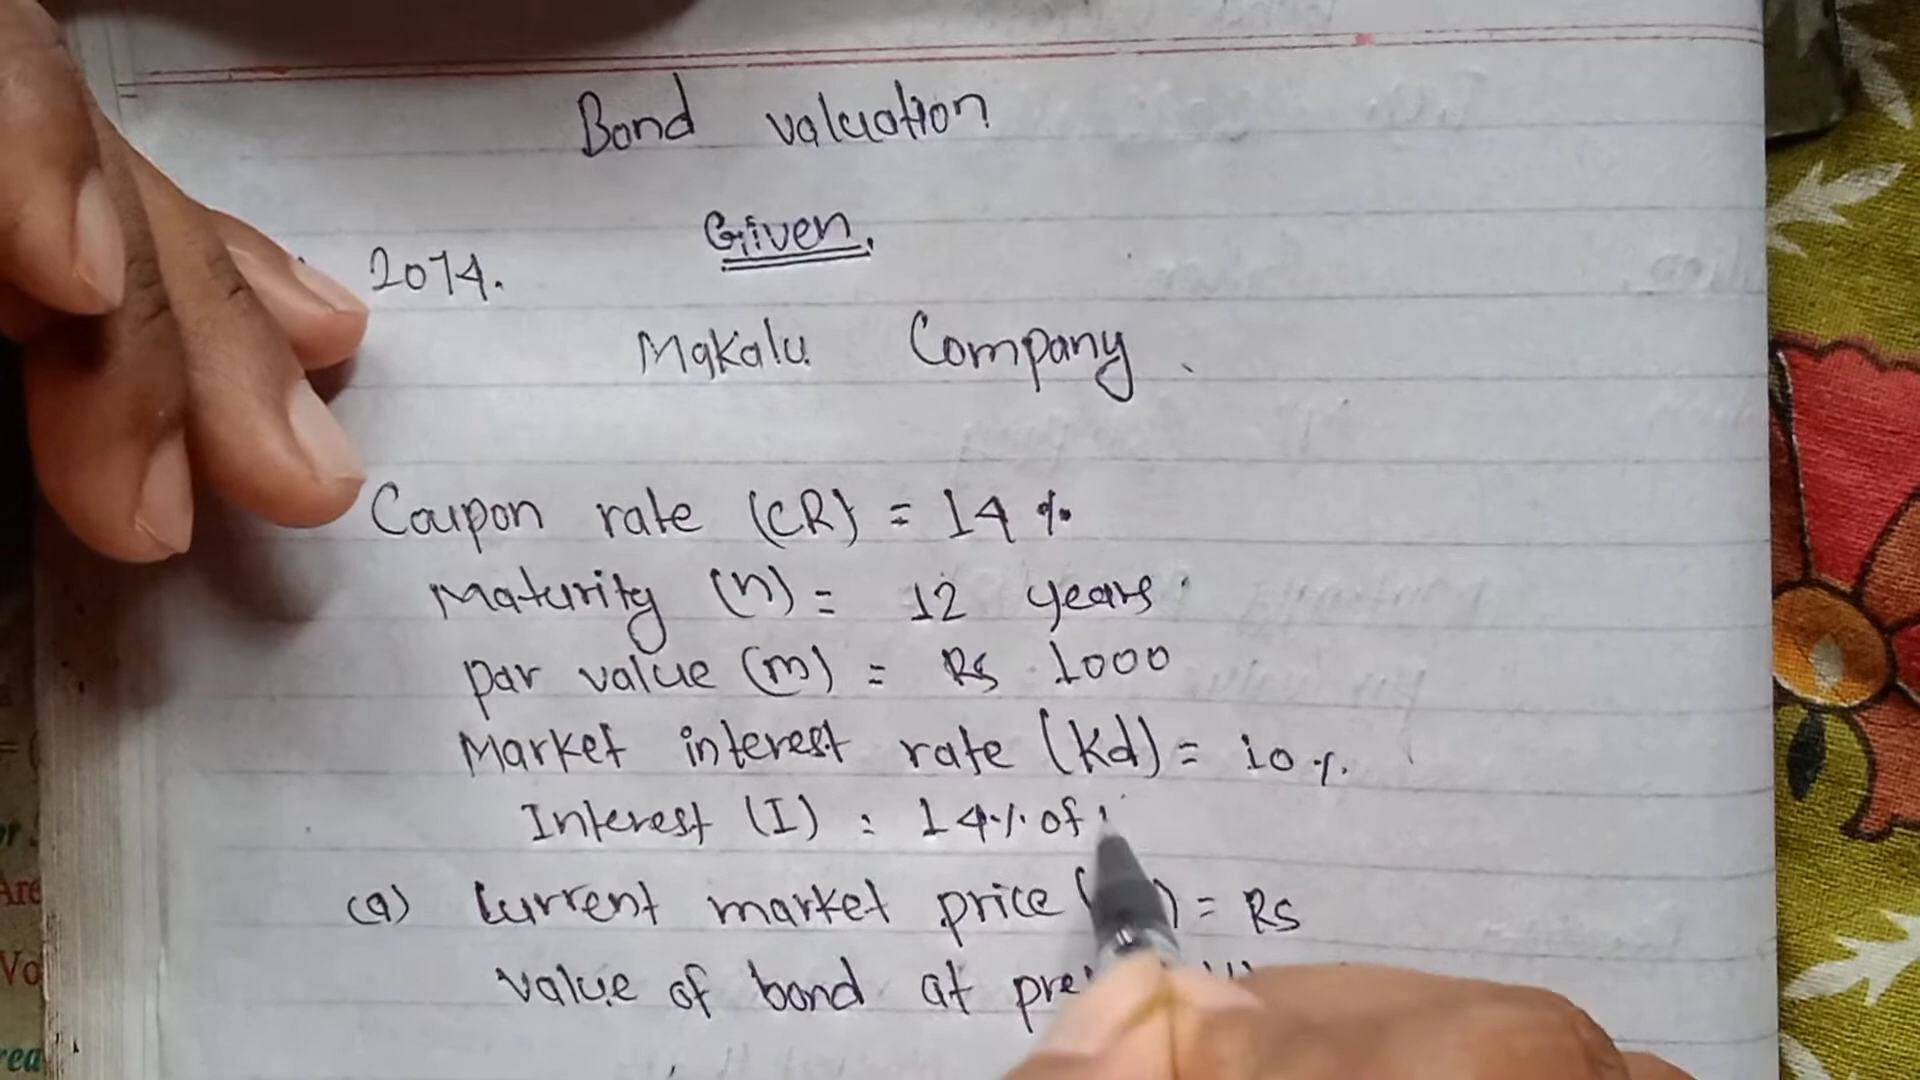 Bond valuation
Given,
2074.
Makalu Company.
Coupon rate (CR) = 14 %
Maturity (n) = 12 years
par value (m) = Rs 1000
Market interest rate (Kd) = 10 %
Interest (I) = 14 % of
(a) Current market price = Rs
value of bond at